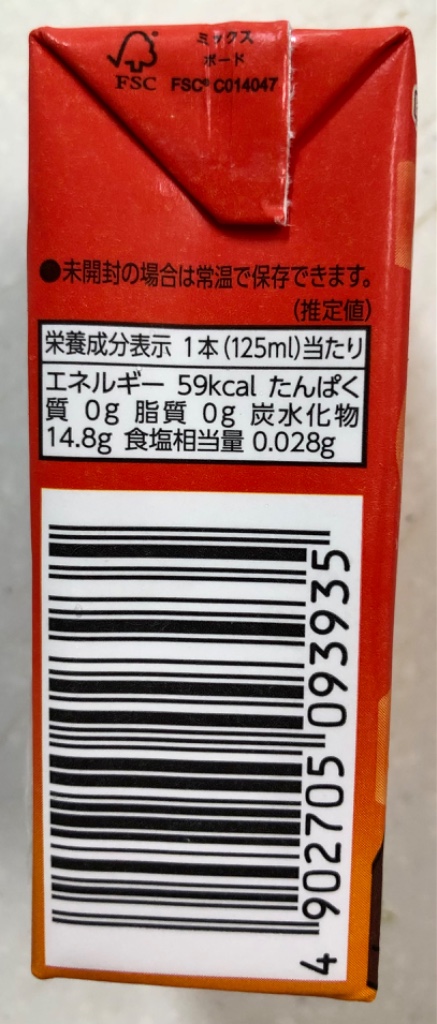 ミックス
ボード
FSC
FSC® C014047
●未開封の場合は常温で保存できます。
(推定値)
栄養成分表示 1本(125ml)当たり
エネルギー 59kcal たんぱく
質 0g 脂質 0g 炭水化物
14.8g 食塩相当量 0.028g
4 902705 093935